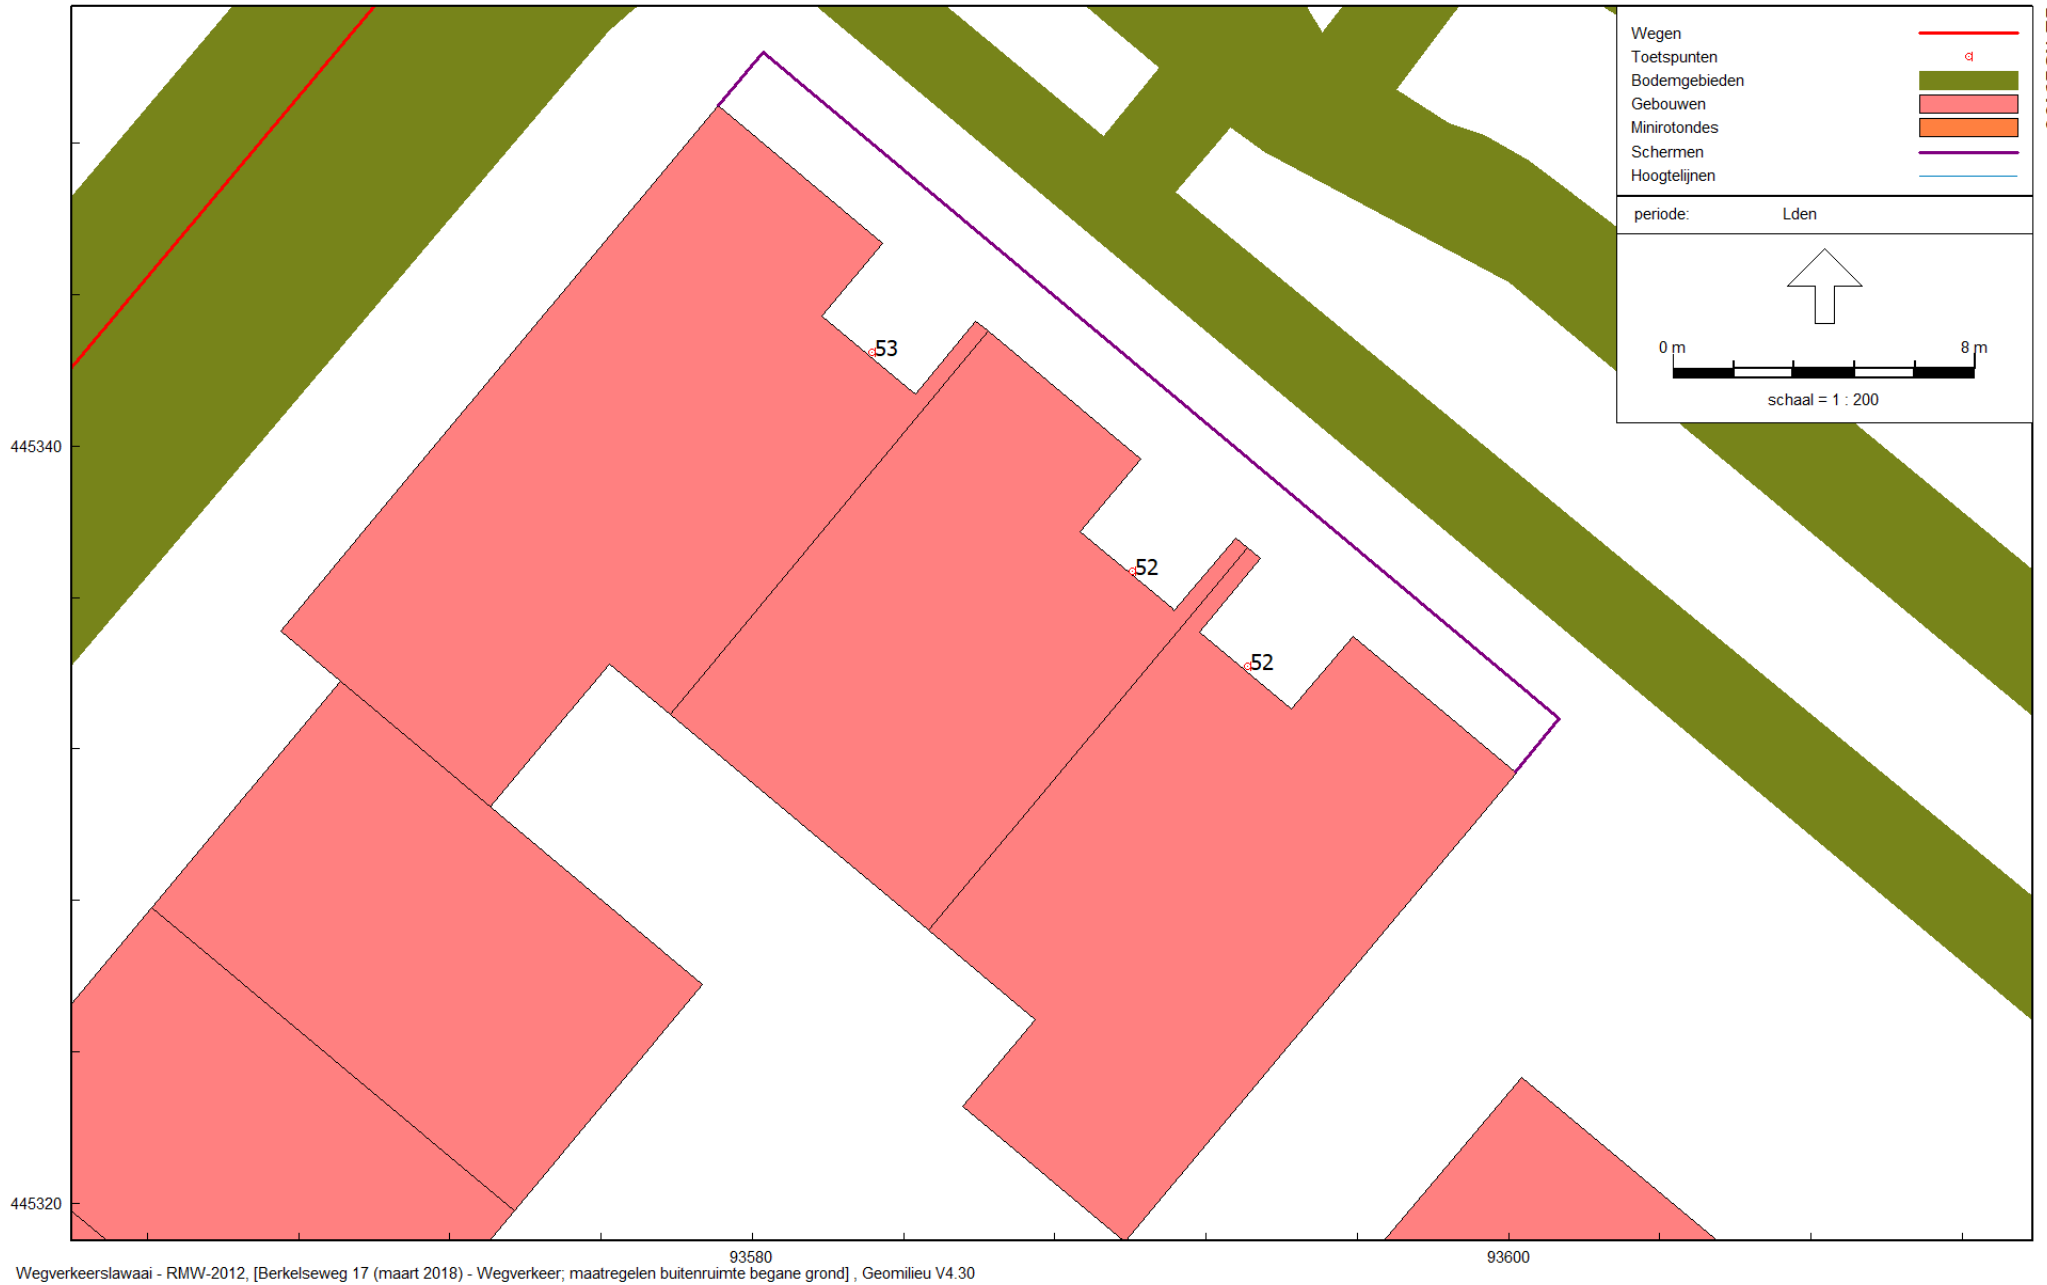 Wegen
Toetspunten
Bodemgebieden
Gebouwen
Minirotondes
Schermen
Hoogtelijnen
periode: Lden
0 m 8 m
schaal = 1 : 200
53
52
52
445340
445320
93580 93600
Wegverkeerslawaai - RMW-2012, [Berkelseweg 17 (maart 2018) - Wegverkeer; maatregelen buitenruimte begane grond] , Geomilieu V4.30